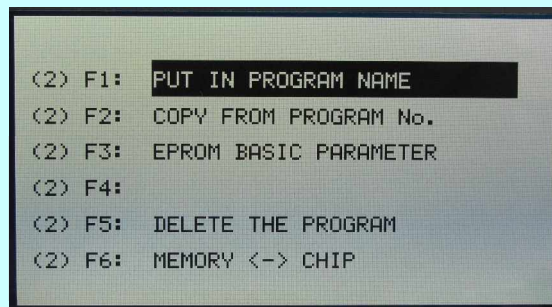 (2) F1: PUT IN PROGRAM NAME
(2) F2: COPY FROM PROGRAM No.
(2) F3: EPROM BASIC PARAMETER
(2) F4:
(2) F5: DELETE THE PROGRAM
(2) F6: MEMORY <-> CHIP